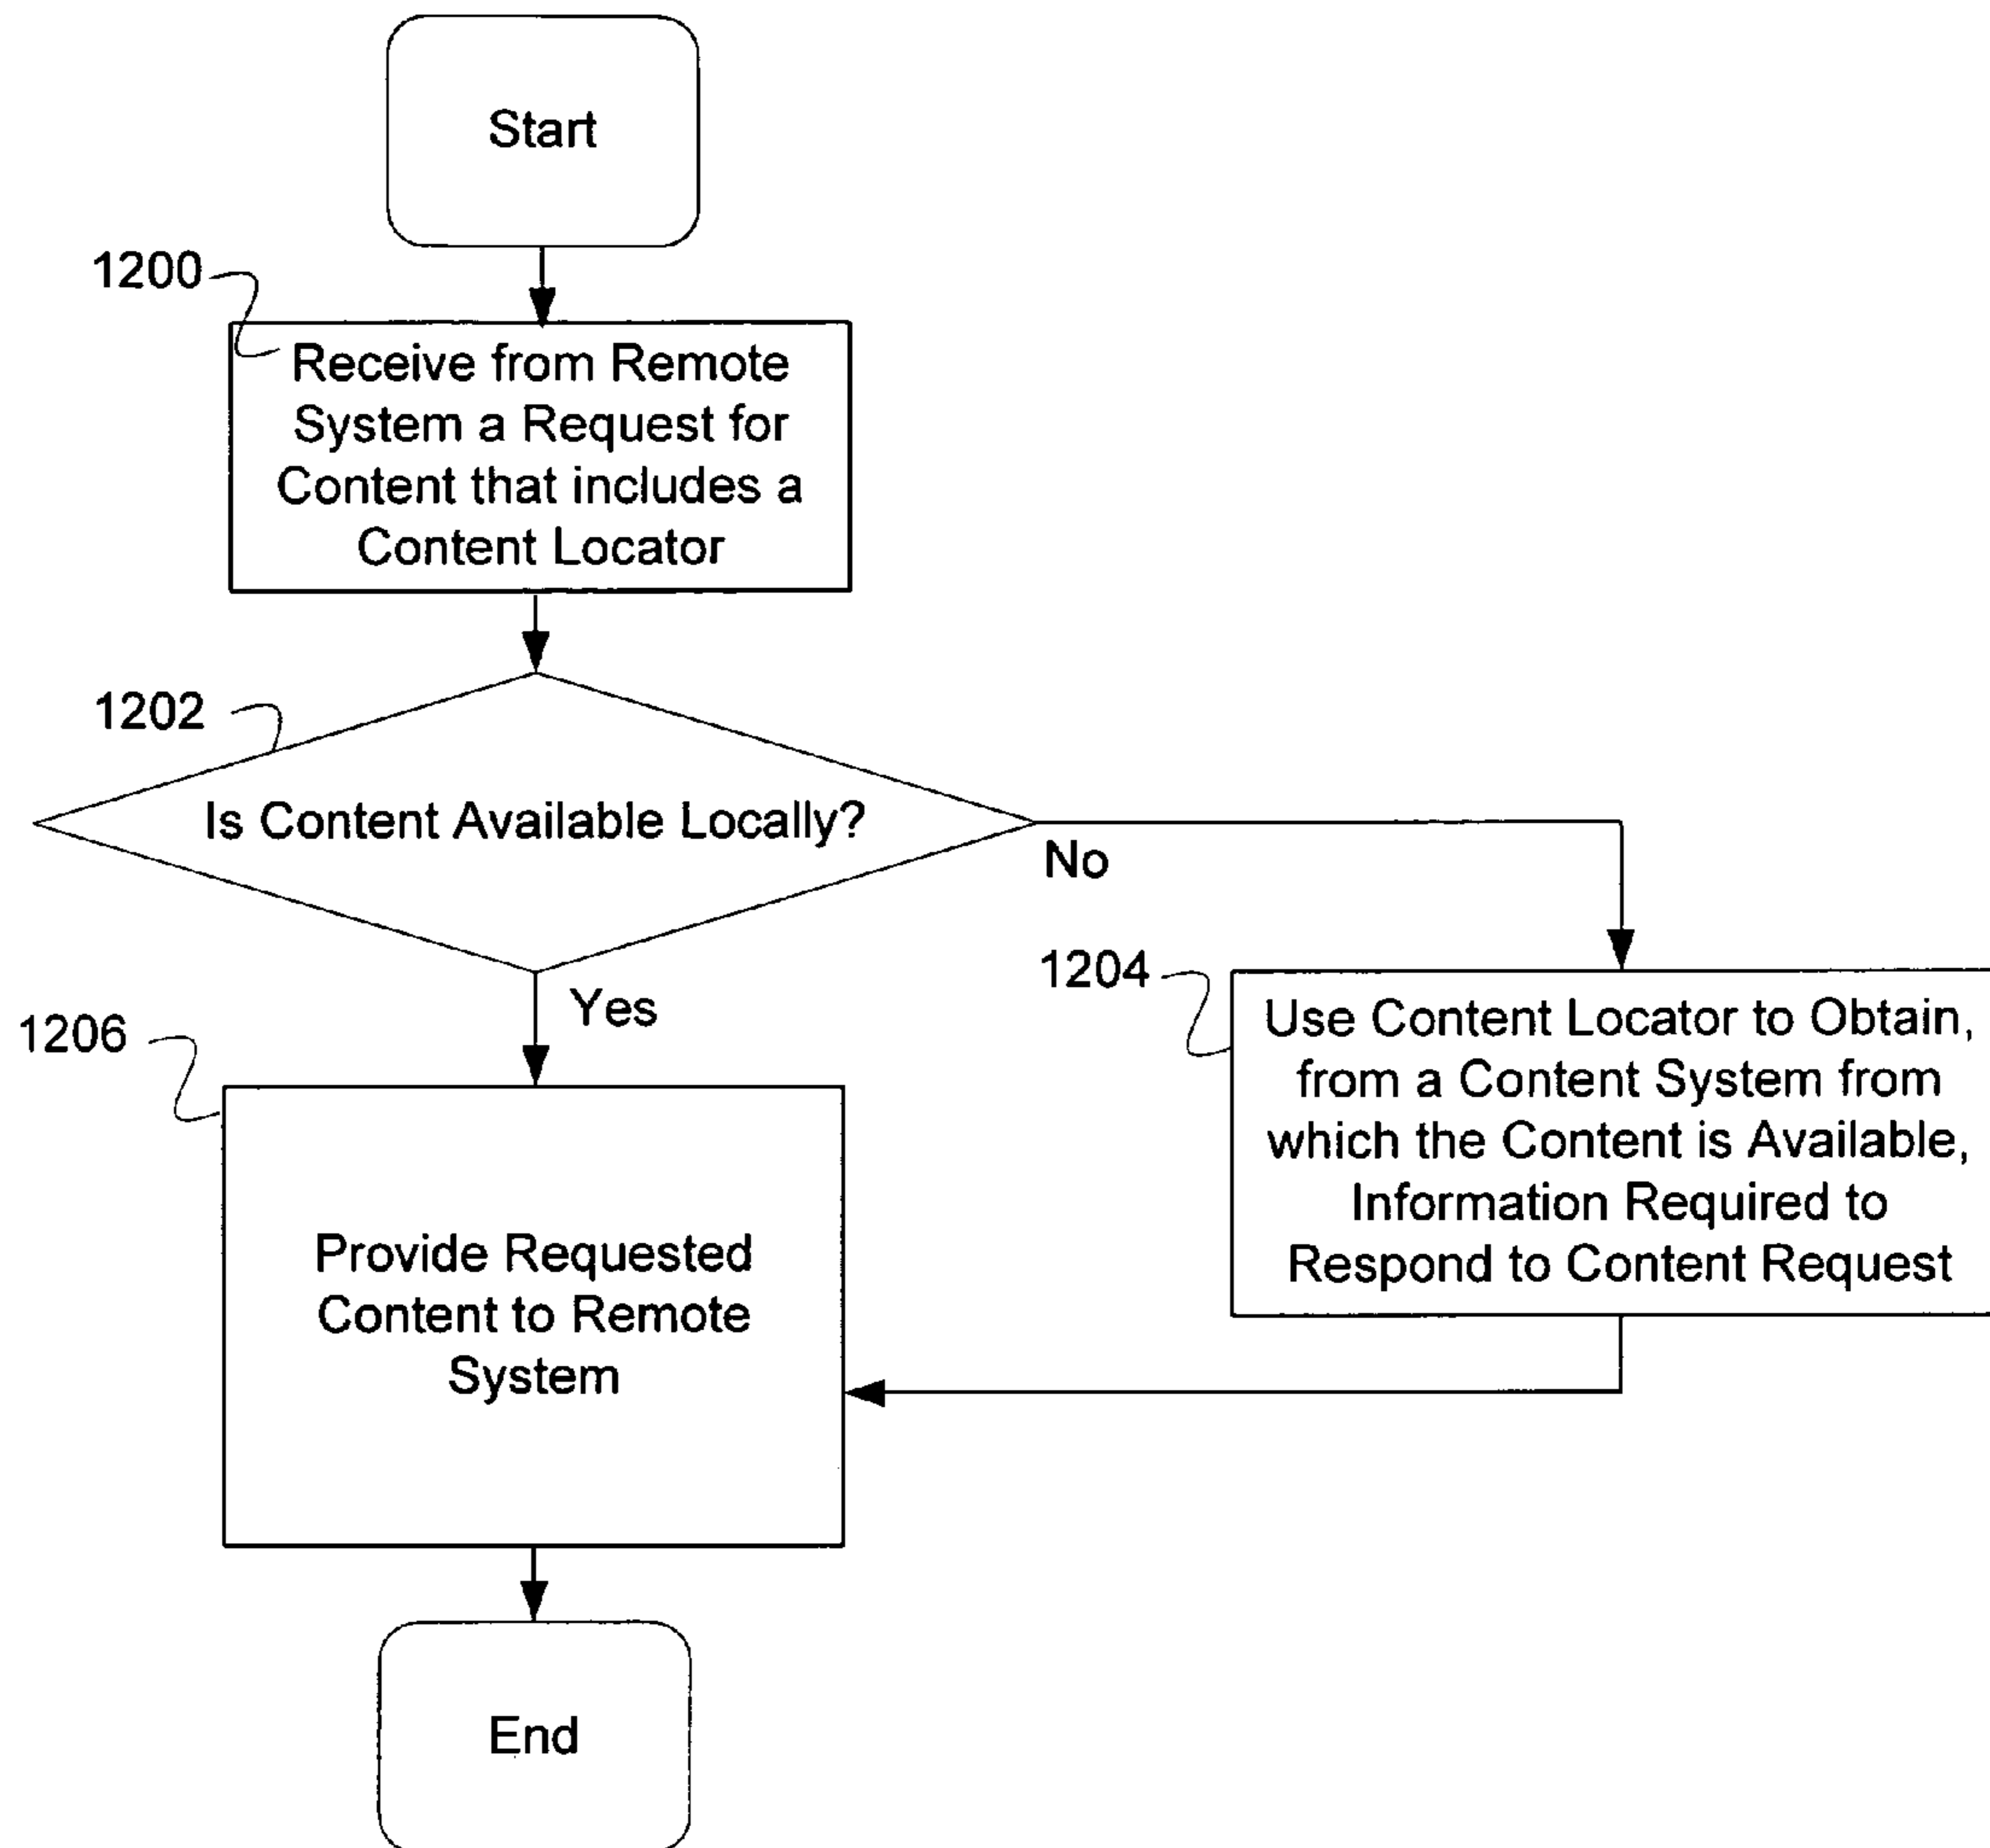 Start
1200
Receive from Remote
System a Request for
Content that includes a
Content Locator
1202
Is Content Available Locally?
No
Yes
1204
Use Content Locator to Obtain,
from a Content System from
which the Content is Available,
Information Required to
Respond to Content Request
1206
Provide Requested
Content to Remote
System
End